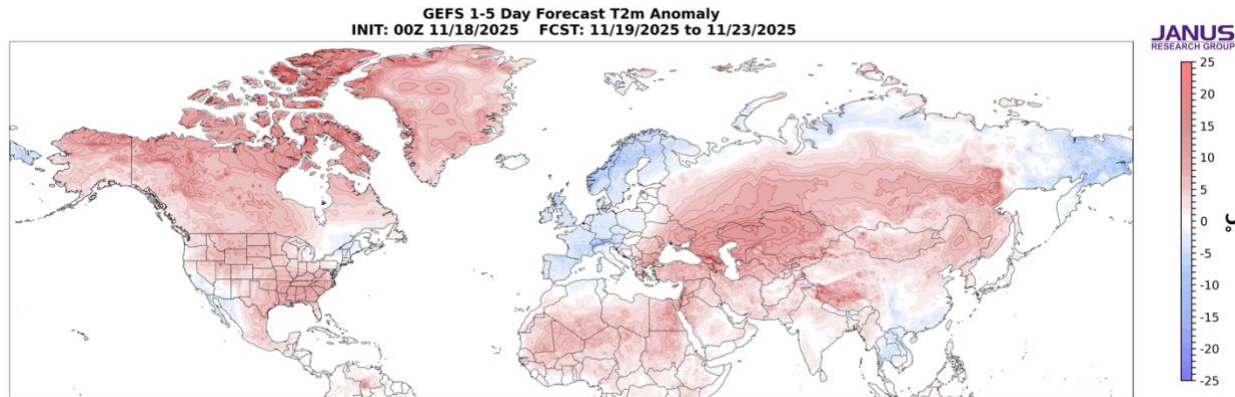 GEFS 1-5 Day Forecast T2m Anomaly
INIT: 00Z 11/18/2025 FCST: 11/19/2025 to 11/23/2025
JANUS
RESEARCH GROUP
25
20
15
10
5
0
-5
-10
-15
-20
-25
°C